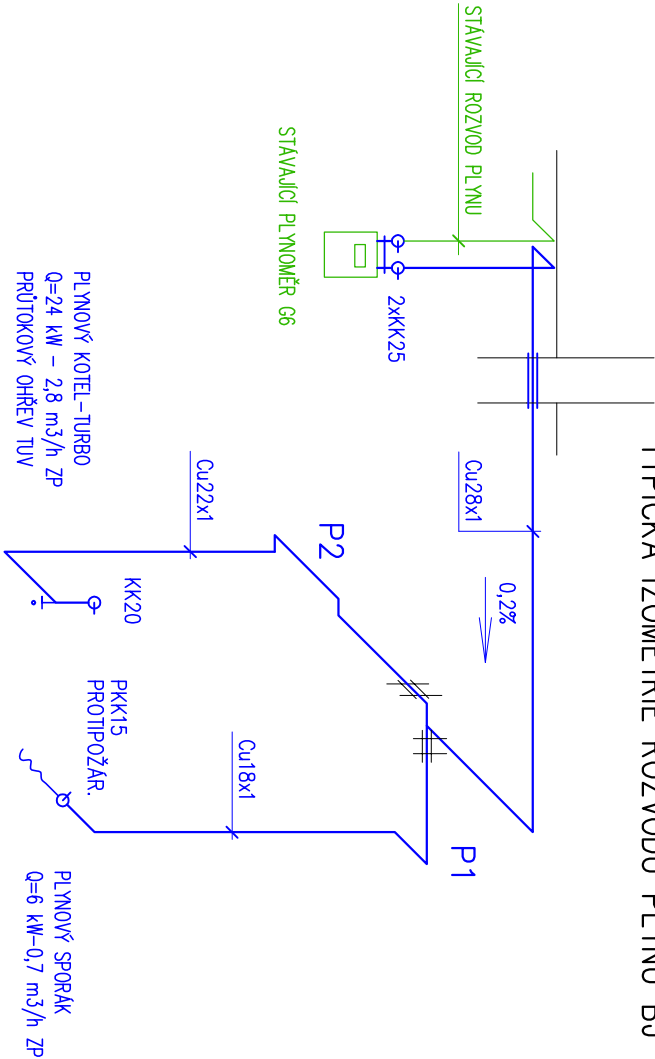 TYPICKÁ IZOMETRIE ROZVODU PLYNU BJ
STÁVAJÍCÍ ROZVOD PLYNU
STÁVAJÍCÍ PLYNOMĚR G6
2xKK25
Cu28x1
0,2%
P1
P2
Cu22x1
KK20
PLYNOVÝ KOTEL-TURBO
Q=24 kW - 2,8 m3/h ZP
PRŮTOKOVÝ OHŘEV TUV
Cu18x1
PKK15
PROTIPOŽÁR.
PLYNOVÝ SPORÁK
Q=6 kW-0,7 m3/h ZP